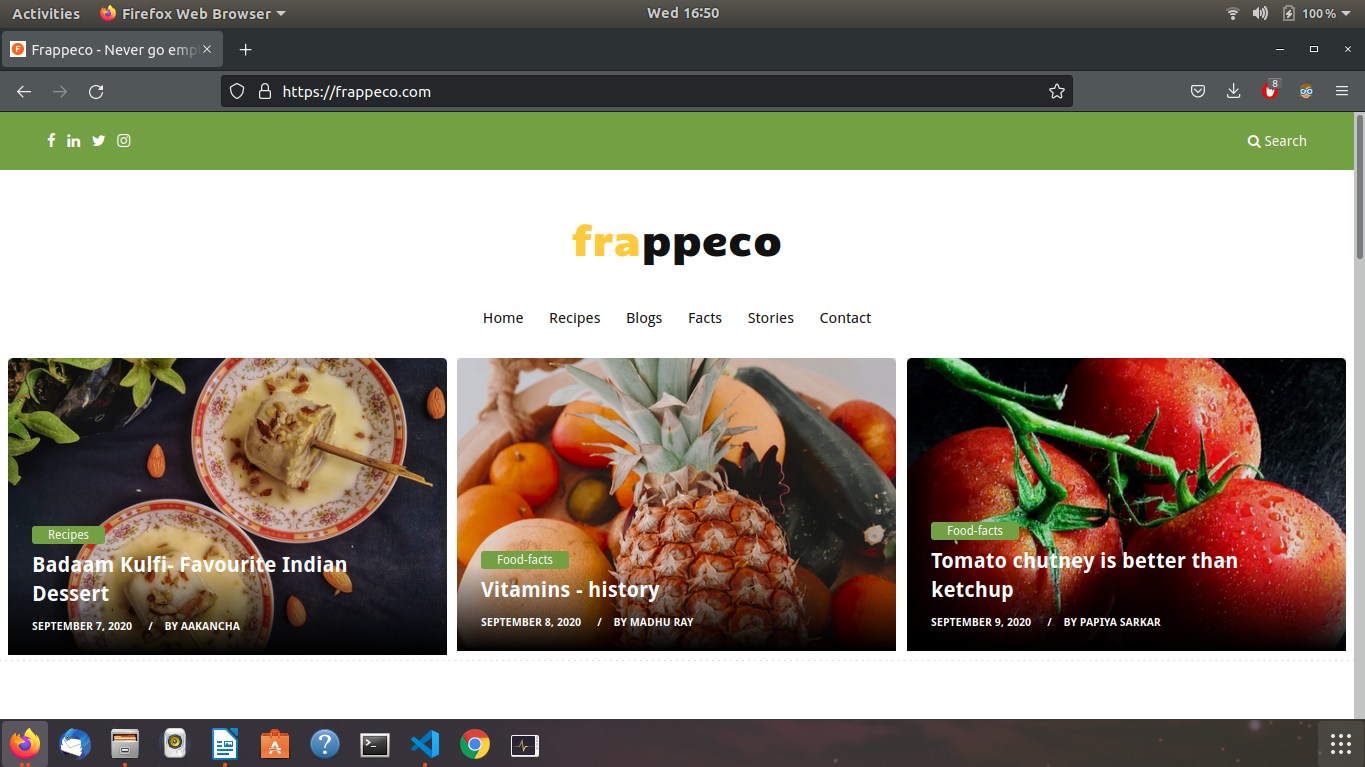 Activities Firefox Web Browser Wed 16:50 100 %
Frappeco - Never go emp
https://frappeco.com 8
Search
frappeco
Home Recipes Blogs Facts Stories Contact
Recipes
Badaam Kulfi- Favourite Indian
Dessert
SEPTEMBER 7, 2020 / BY AAKANCHA
Food-facts
Vitamins - history
SEPTEMBER 8, 2020 / BY MADHU RAY
Food-facts
Tomato chutney is better than
ketchup
SEPTEMBER 9, 2020 / BY PAPIYA SARKAR